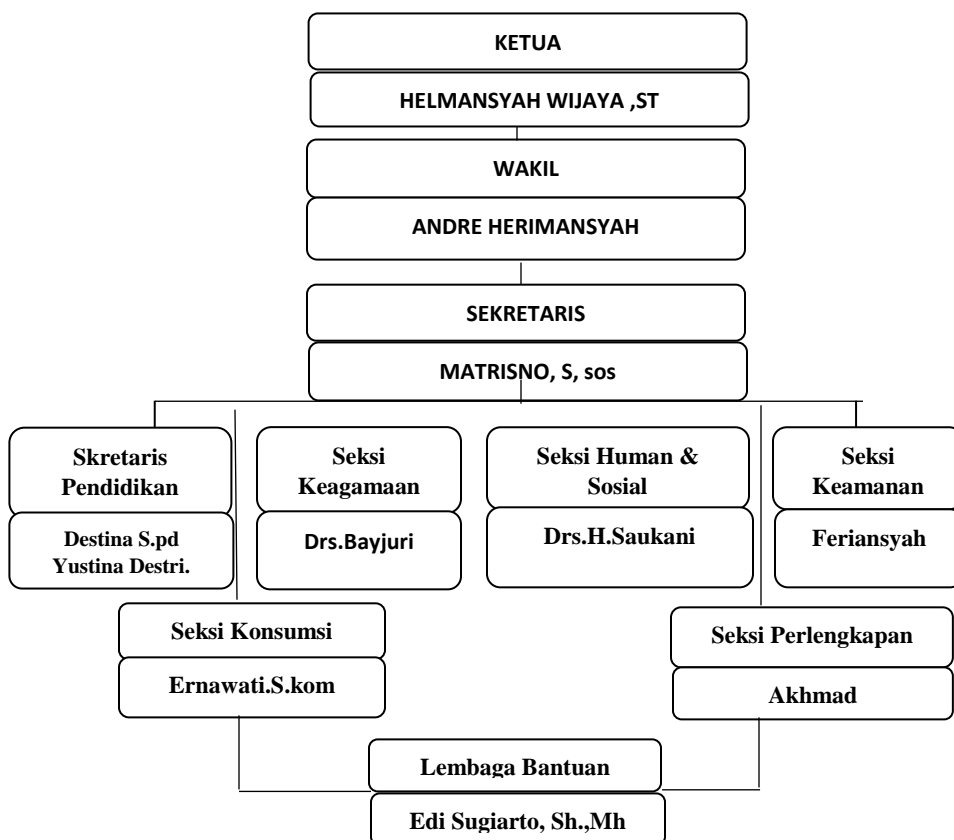 KETUA
HELMANSYAH WIJAYA ,ST
WAKIL
ANDRE HERIMANSYAH
SEKRETARIS
MATRISNO, S, sos
Skretaris
Pendidikan
Destina S.pd
Yustina Destri.
Seksi
Keagamaan
Drs.Bayjuri
Seksi Human &
Sosial
Drs.H.Saukani
Seksi
Keamanan
Feriansyah
Seksi Konsumsi
Ernawati.S.kom
Seksi Perlengkapan
Akhmad
Lembaga Bantuan
Edi Sugiarto, Sh.,Mh